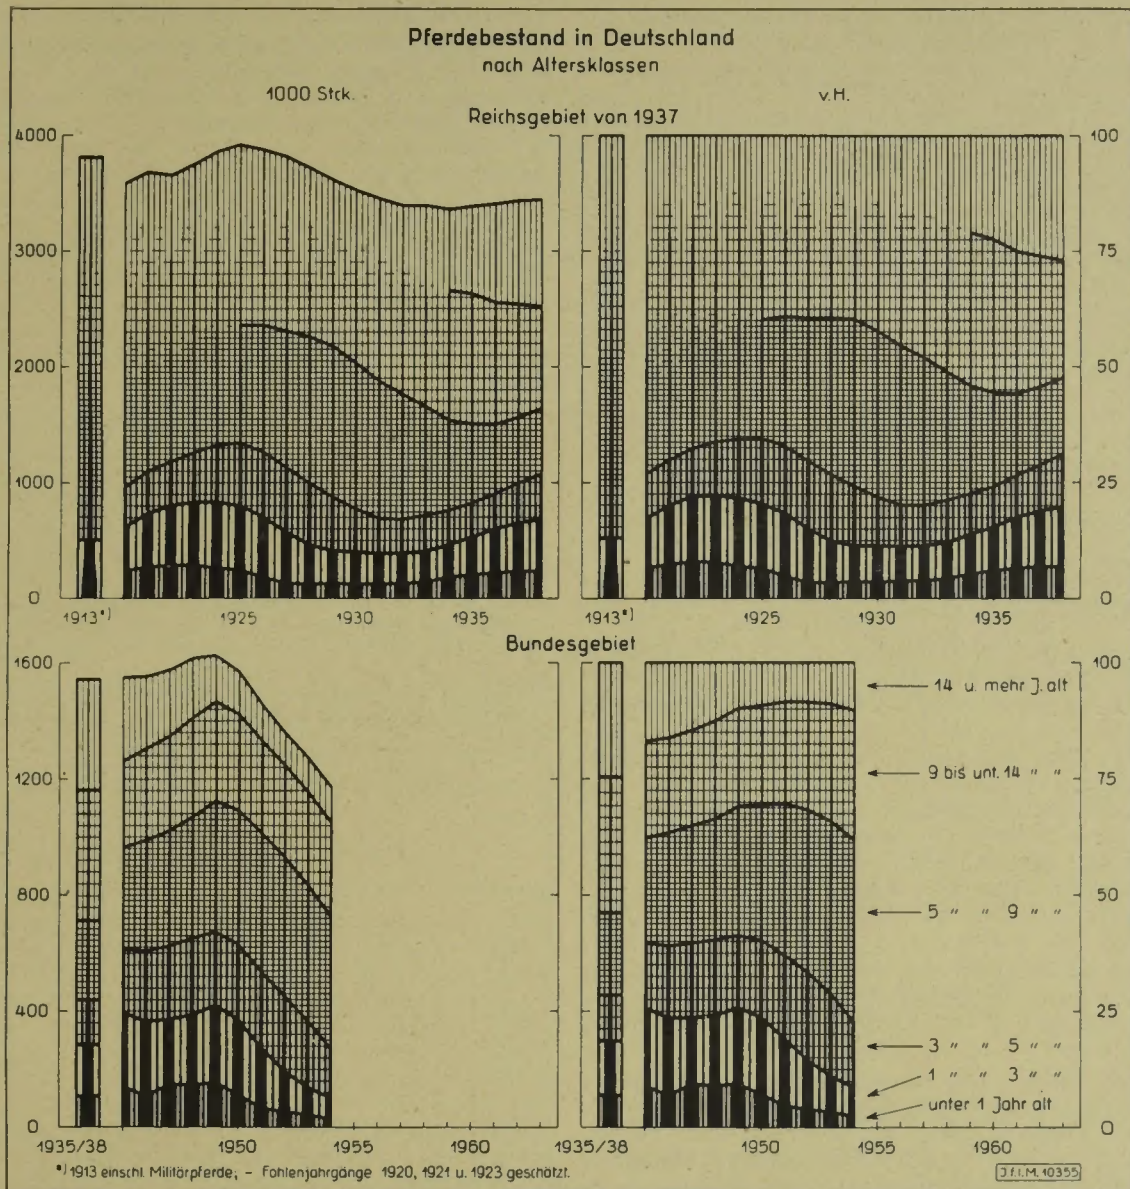 Pferdebestand in Deutschland
nach Altersklassen
1000 Stck. v.H.
Reichsgebiet von 1937
4000 100
3000 75
2000 50
1000 25
0 0
1913*) 1925 1930 1935 1913*) 1925 1930 1935
Bundesgebiet
1600 100
14 u. mehr J. alt
1200 9 bis unt. 14 " " 75
800 5 " " 9 " " 50
400 25
3 " " 5 " "
1 " " 3 " "
unter 1 Jahr alt
0 0
1935/38 1950 1955 1960 1935/38 1950 1955 1960
*) 1913 einschl. Militärpferde; - Fohlenjahrgänge 1920, 1921 u. 1923 geschätzt.
J.f.l.M. 10355